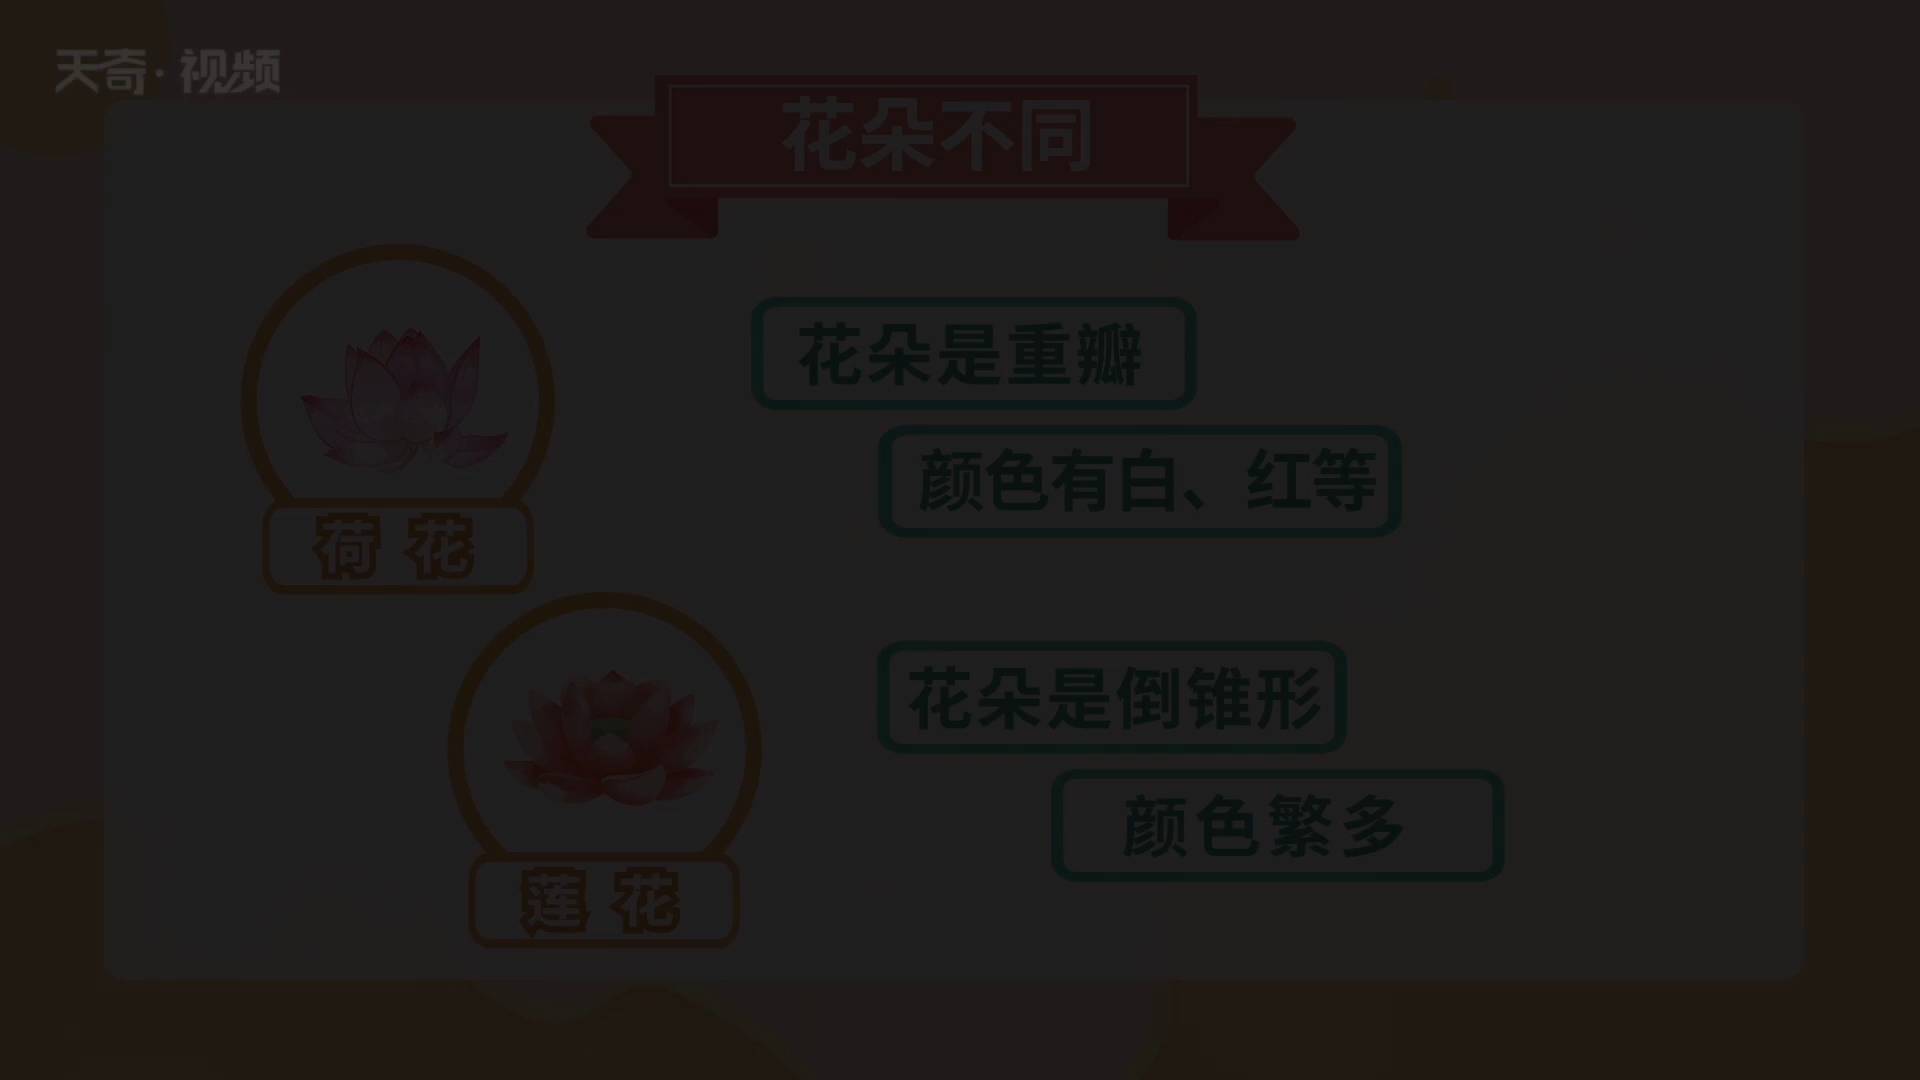 天奇·视频
花朵不同
花朵是重瓣
颜色有白、红等
荷花
花朵是倒锥形
颜色繁多
莲花